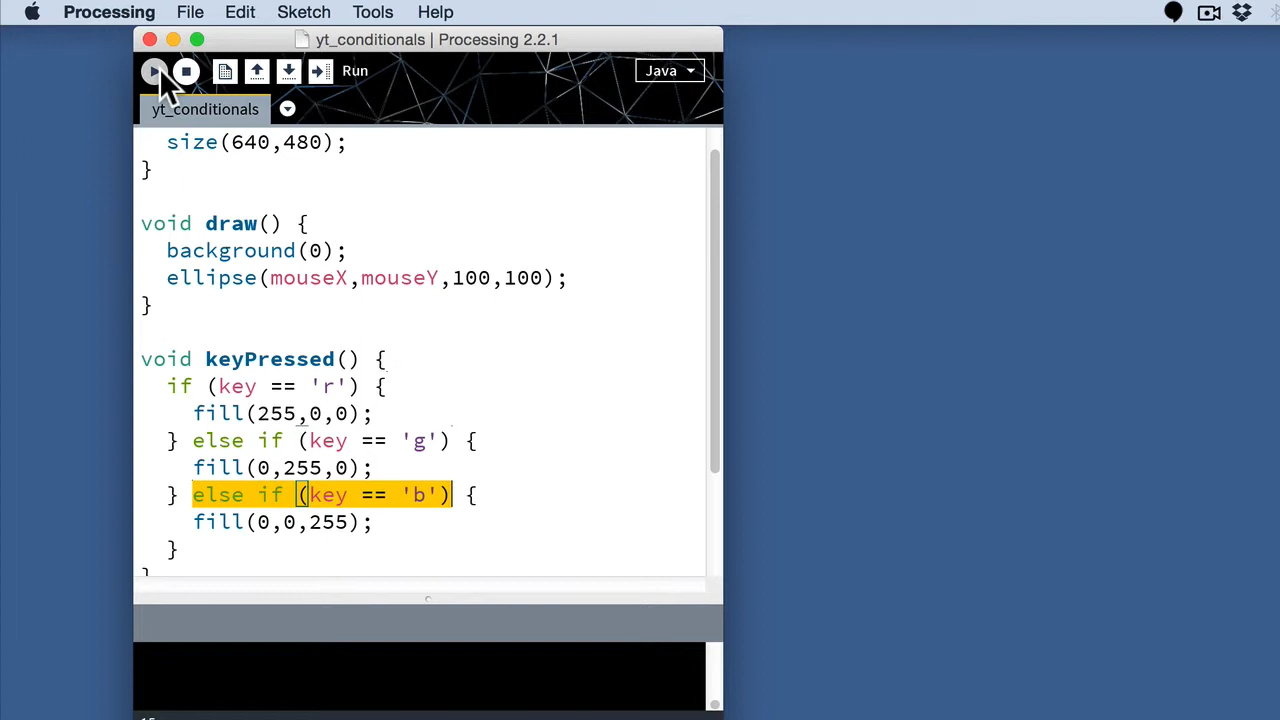 Processing File Edit Sketch Tools Help
yt_conditionals | Processing 2.2.1
Run Java
yt_conditionals
size(640,480);
}
void draw() {
background(0);
ellipse(mouseX,mouseY,100,100);
}
void keyPressed() {
if (key == 'r') {
fill(255,0,0);
} else if (key == 'g') {
fill(0,255,0);
} else if (key == 'b') {
fill(0,0,255);
}